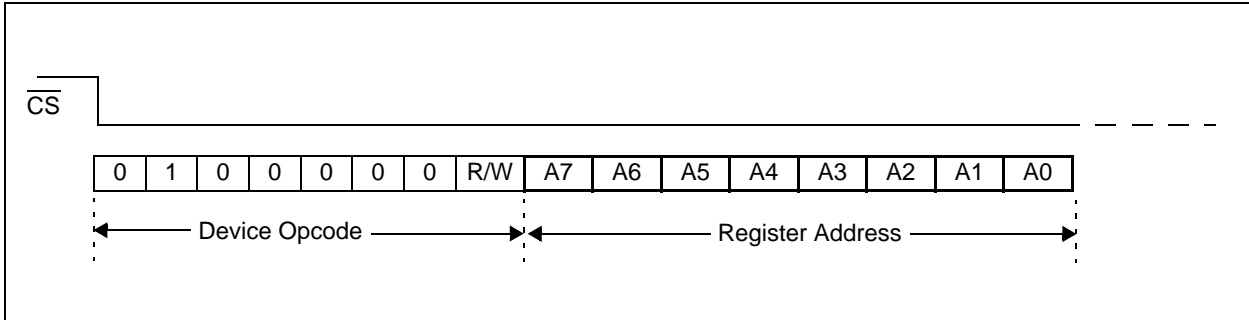 CS
0 1 0 0 0 0 0 R/W A7 A6 A5 A4 A3 A2 A1 A0
Device Opcode Register Address